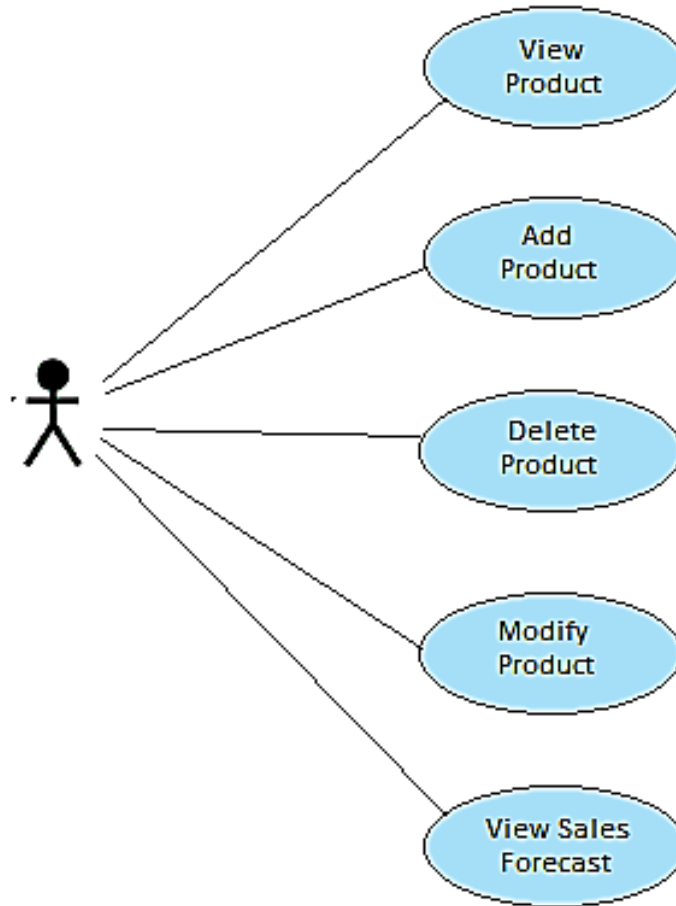 View
Product
Add
Product
Delete
Product
Modify
Product
View Sales
Forecast